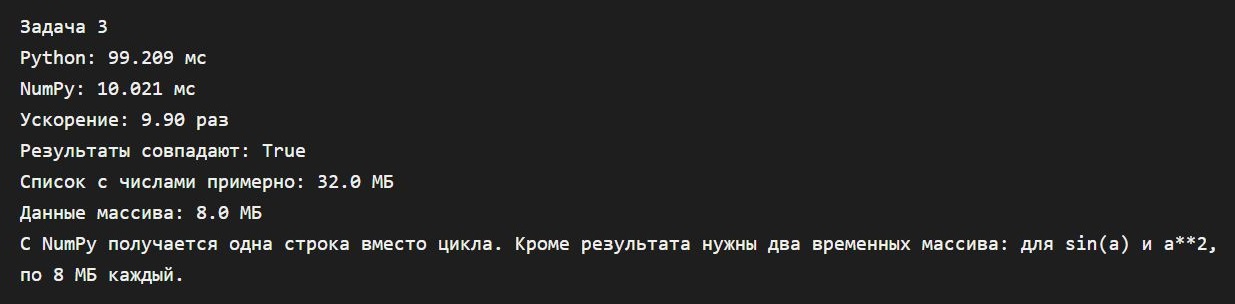 Задача 3
Python: 99.209 мс
NumPy: 10.021 мс
Ускорение: 9.90 раз
Результаты совпадают: True
Список с числами примерно: 32.0 МБ
Данные массива: 8.0 МБ
С NumPy получается одна строка вместо цикла. Кроме результата нужны два временных массива: для sin(a) и a**2,
по 8 МБ каждый.